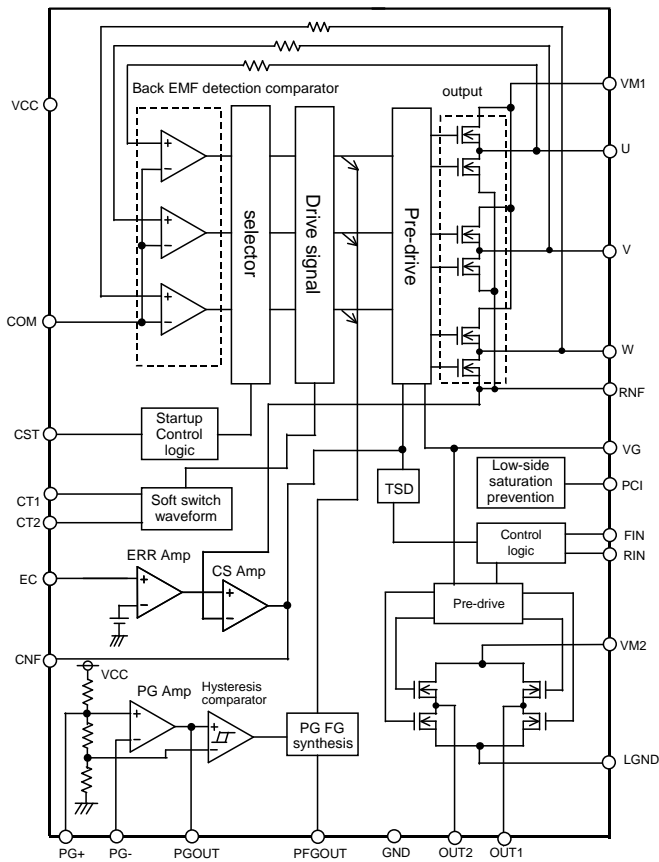 Back EMF detection comparator
output
VCC
VM1
U
selector
Drive signal
Pre-drive
V
COM
W
RNF
CST
Startup
Control
logic
VG
Low-side
saturation
prevention
PCI
CT1
CT2
Soft switch
waveform
TSD
Control
logic
FIN
RIN
ERR Amp
CS Amp
EC
Pre-drive
CNF
VM2
VCC
PG Amp
Hysteresis
comparator
PG FG
synthesis
LGND
PG+
PG-
PGOUT
PFGOUT
GND
OUT2
OUT1